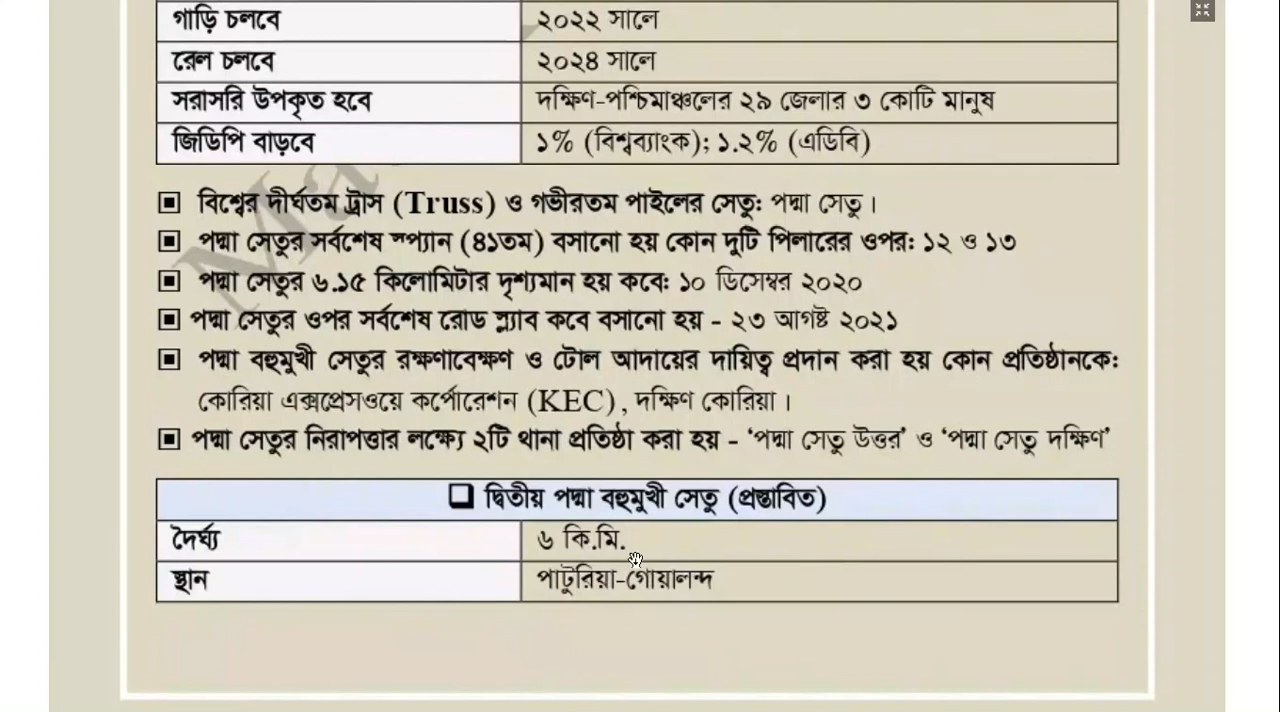 গাড়ি চলবে ২০২২ সালে
রেল চলবে ২০২৪ সালে
সরাসরি উপকৃত হবে দক্ষিণ-পশ্চিমাঞ্চলের ২৯ জেলার ৩ কোটি মানুষ
জিডিপি বাড়বে ১% (বিশ্বব্যাংক); ১.২% (এডিবি)
▣ বিশ্বের দীর্ঘতম ট্রাস (Truss) ও গভীরতম পাইলের সেতু: পদ্মা সেতু।
▣ পদ্মা সেতুর সর্বশেষ স্প্যান (৪১তম) বসানো হয় কোন দুটি পিলারের ওপর: ১২ ও ১৩
▣ পদ্মা সেতুর ৬.১৫ কিলোমিটার দৃশ্যমান হয় কবে: ১০ ডিসেম্বর ২০২০
▣ পদ্মা সেতুর ওপর সর্বশেষ রোড স্ল্যাব কবে বসানো হয় - ২৩ আগষ্ট ২০২১
▣ পদ্মা বহুমুখী সেতুর রক্ষণাবেক্ষণ ও টোল আদায়ের দায়িত্ব প্রদান করা হয় কোন প্রতিষ্ঠানকে:
কোরিয়া এক্সপ্রেসওয়ে কর্পোরেশন (KEC), দক্ষিণ কোরিয়া।
▣ পদ্মা সেতুর নিরাপত্তার লক্ষ্যে ২টি থানা প্রতিষ্ঠা করা হয় - ‘পদ্মা সেতু উত্তর’ ও ‘পদ্মা সেতু দক্ষিণ’
❑ দ্বিতীয় পদ্মা বহুমুখী সেতু (প্রস্তাবিত)
দৈর্ঘ্য ৬ কি.মি.
স্থান পাটুরিয়া-গোয়ালন্দ